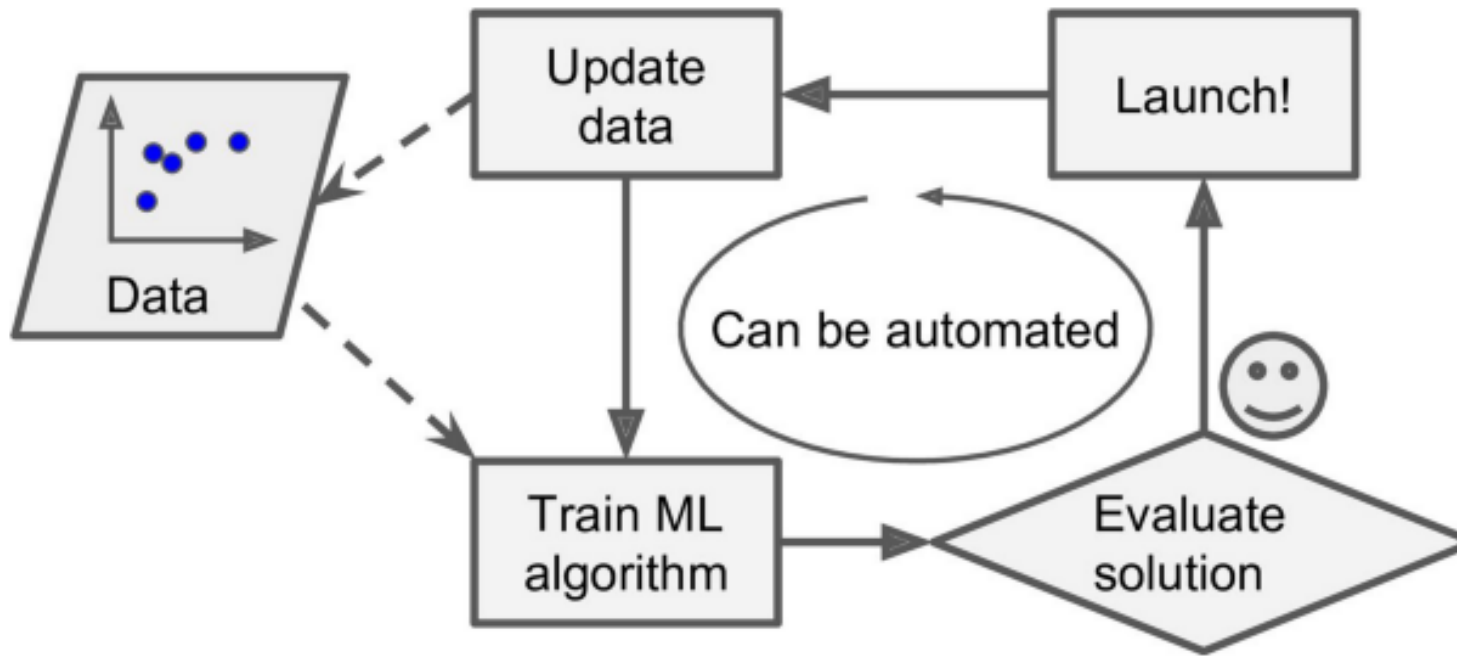 Update
data
Launch!
Data
Can be automated
Train ML
algorithm
Evaluate
solution